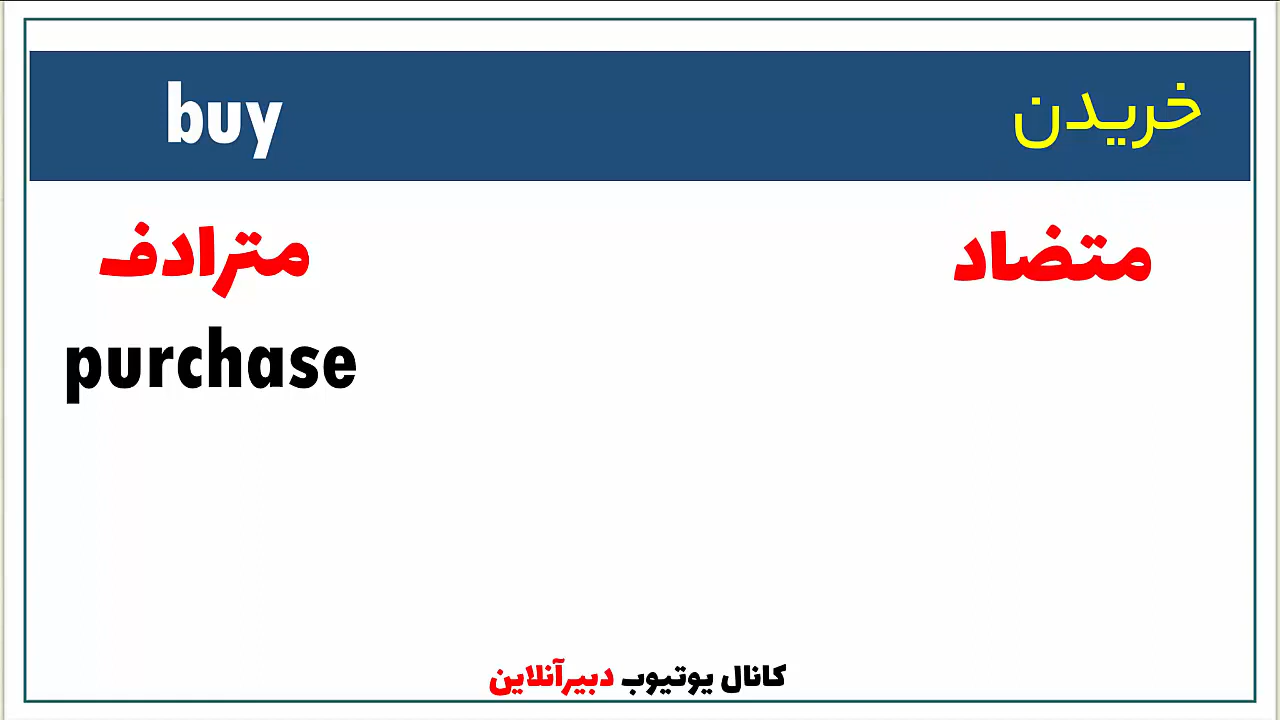 buy خریدن
مترادف متضاد
purchase
کانال یوتیوب دبیرآنلاین